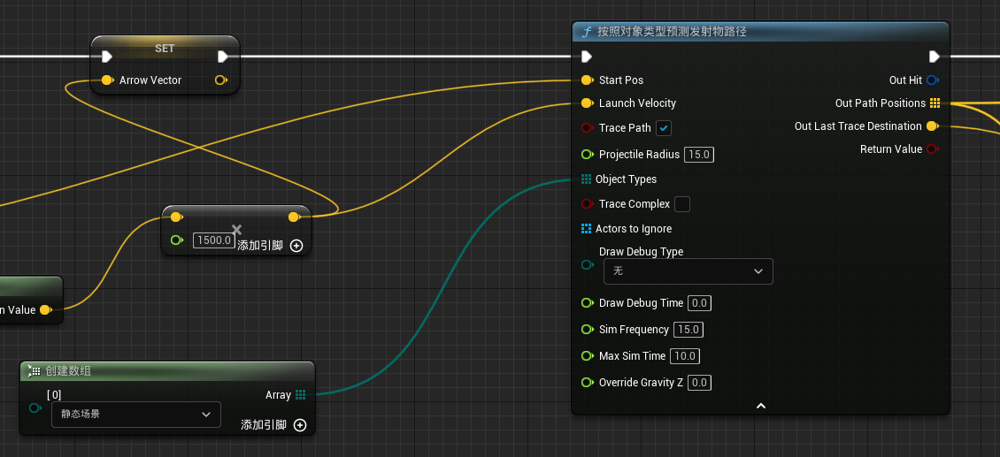 SET
Arrow Vector
按照对象类型预测发射物路径
Start Pos
Out Hit
Launch Velocity
Out Path Positions
Trace Path
Out Last Trace Destination
Projectile Radius 15.0
Return Value
Object Types
Trace Complex
Actors to Ignore
Draw Debug Type
无
Draw Debug Time 0.0
Sim Frequency 15.0
Max Sim Time 10.0
Override Gravity Z 0.0
1500.0
添加引脚
n Value
创建数组
[0]
Array
静态场景
添加引脚